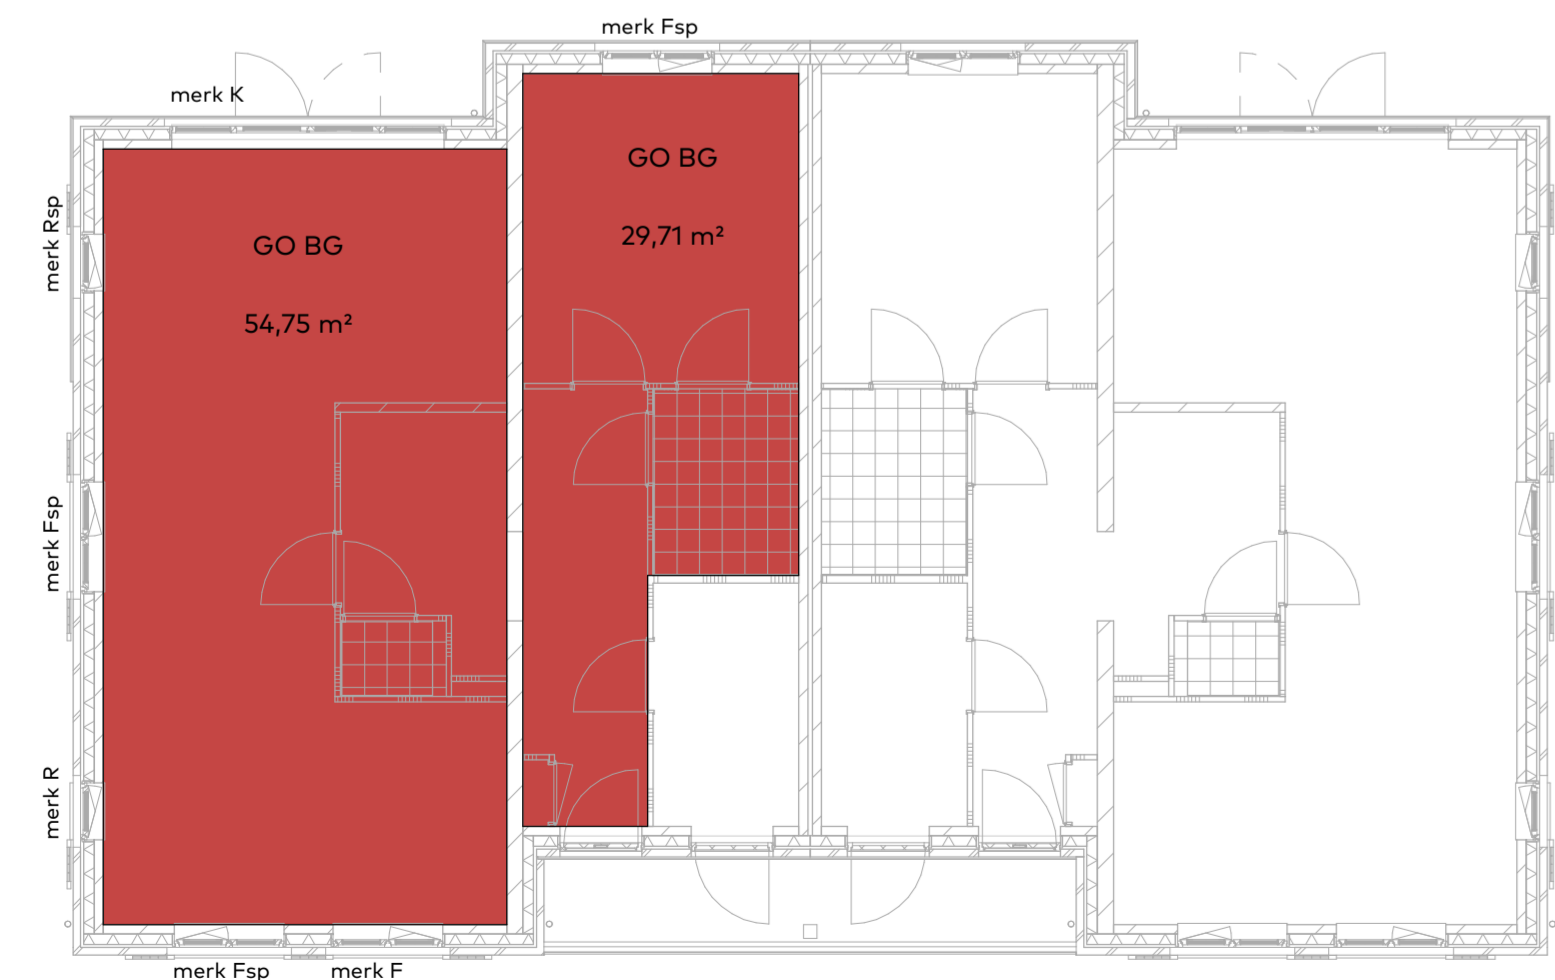 merk Fsp
merk K
GO BG
29,71 m²
merk Rsp
GO BG
54,75 m²
merk Fsp
merk R
merk Fsp
merk F